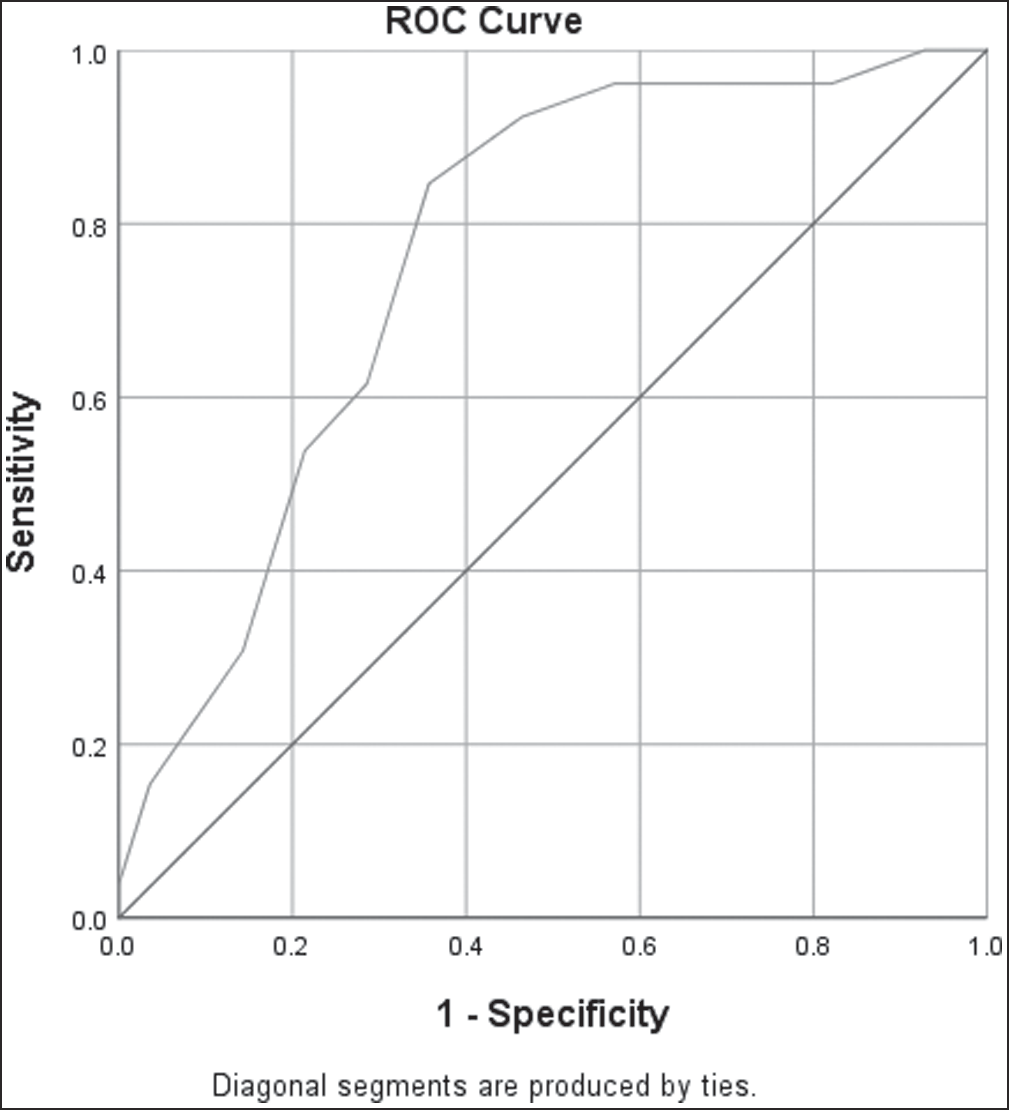 ROC Curve
1.0
0.8
0.6
0.4
0.2
0.0
Sensitivity
0.0 0.2 0.4 0.6 0.8 1.0
1 - Specificity
Diagonal segments are produced by ties.